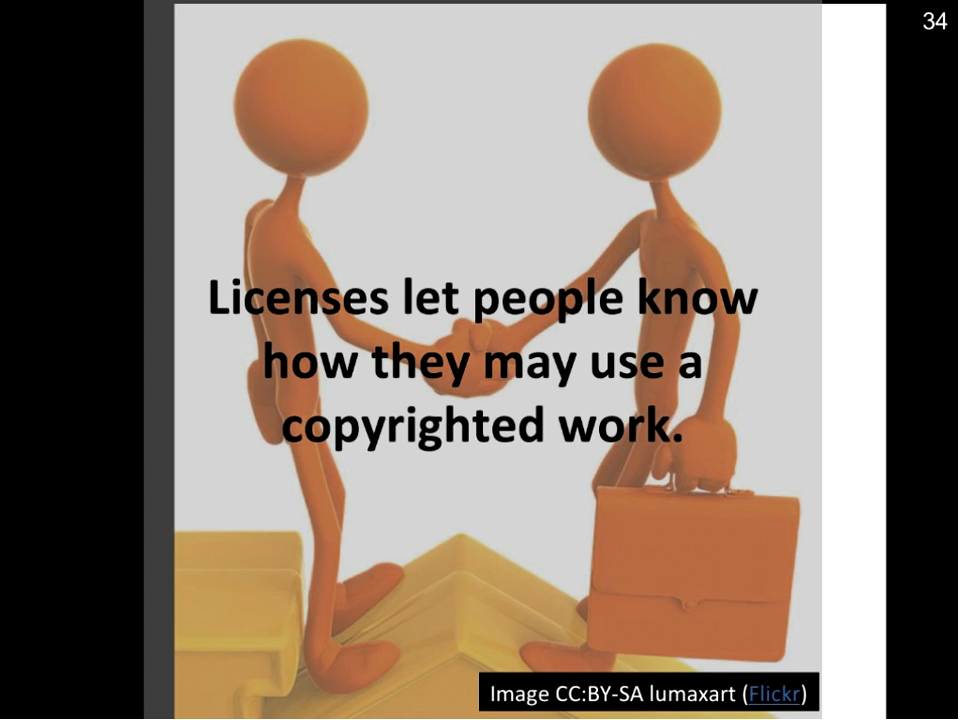 34
Licenses let people know
how they may use a
copyrighted work.
Image CC:BY-SA lumaxart (Flickr)